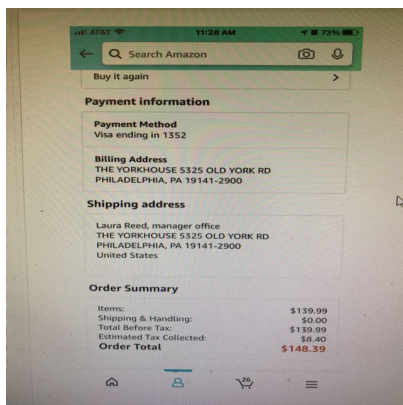 AT&T 11:26 AM 73%
Search Amazon
Buy it again
Payment information
Payment Method
Visa ending in 1352
Billing Address
THE YORKHOUSE 5325 OLD YORK RD
PHILADELPHIA, PA 19141-2900
Shipping address
Laura Reed, manager office
THE YORKHOUSE 5325 OLD YORK RD
PHILADELPHIA, PA 19141-2900
United States
Order Summary
Items: $139.99
Shipping & Handling: $0.00
Total Before Tax: $139.99
Estimated Tax Collected: $8.40
Order Total $148.39
26